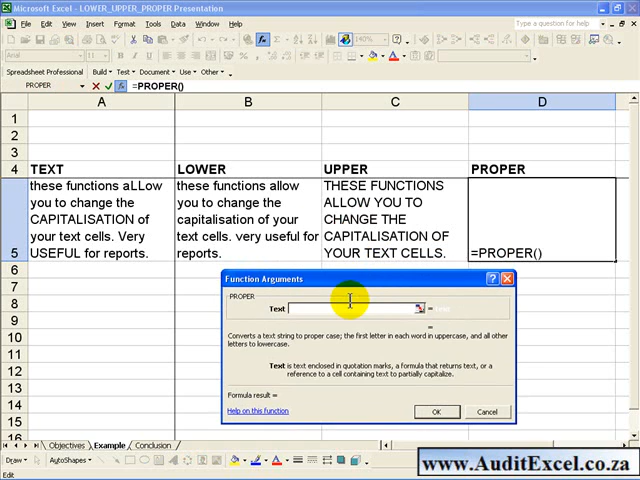 Microsoft Excel - LOWER_UPPER_PROPER Presentation
File Edit View Insert Format Tools Data Window Help
Type a question for help
Spreadsheet Professional Build Test Document Use Other
PROPER =PROPER()
A B C D
1
2
3
4 TEXT LOWER UPPER PROPER
these functions aLLow these functions allow THESE FUNCTIONS
you to change the you to change the ALLOW YOU TO
CAPITALISATION of capitalisation of your CHANGE THE
your text cells. Very text cells. very useful for CAPITALISATION OF
5 USEFUL for reports. reports. YOUR TEXT CELLS. =PROPER()
6
7
8
9
10
11
12
13
14
15
16
Function Arguments
PROPER
Text =
=
Converts a text string to proper case; the first letter in each word in uppercase, and all other
letters to lowercase.
Text is text enclosed in quotation marks, a formula that returns text, or a
reference to a cell containing text to partially capitalize.
Formula result =
Help on this function OK Cancel
Objectives Example Conclusion
Draw AutoShapes
Edit
www.AuditExcel.co.za